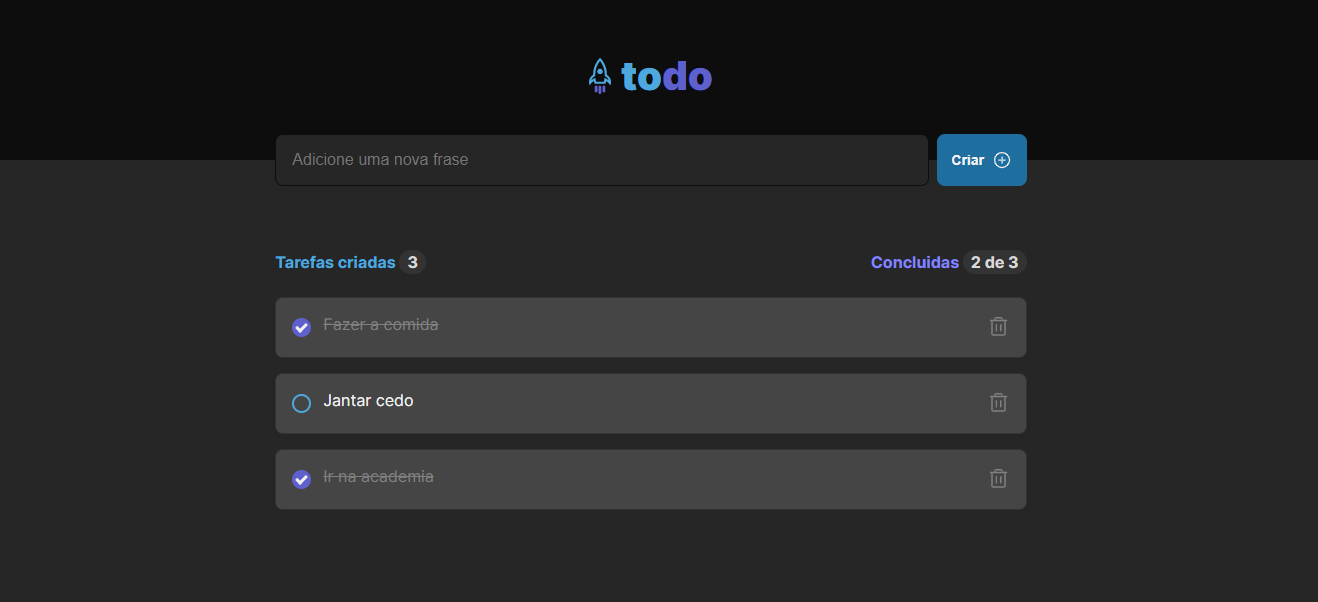 todo
Adicione uma nova frase
Criar
Tarefas criadas 3
Concluidas 2 de 3
Fazer a comida
Jantar cedo
Ir na academia